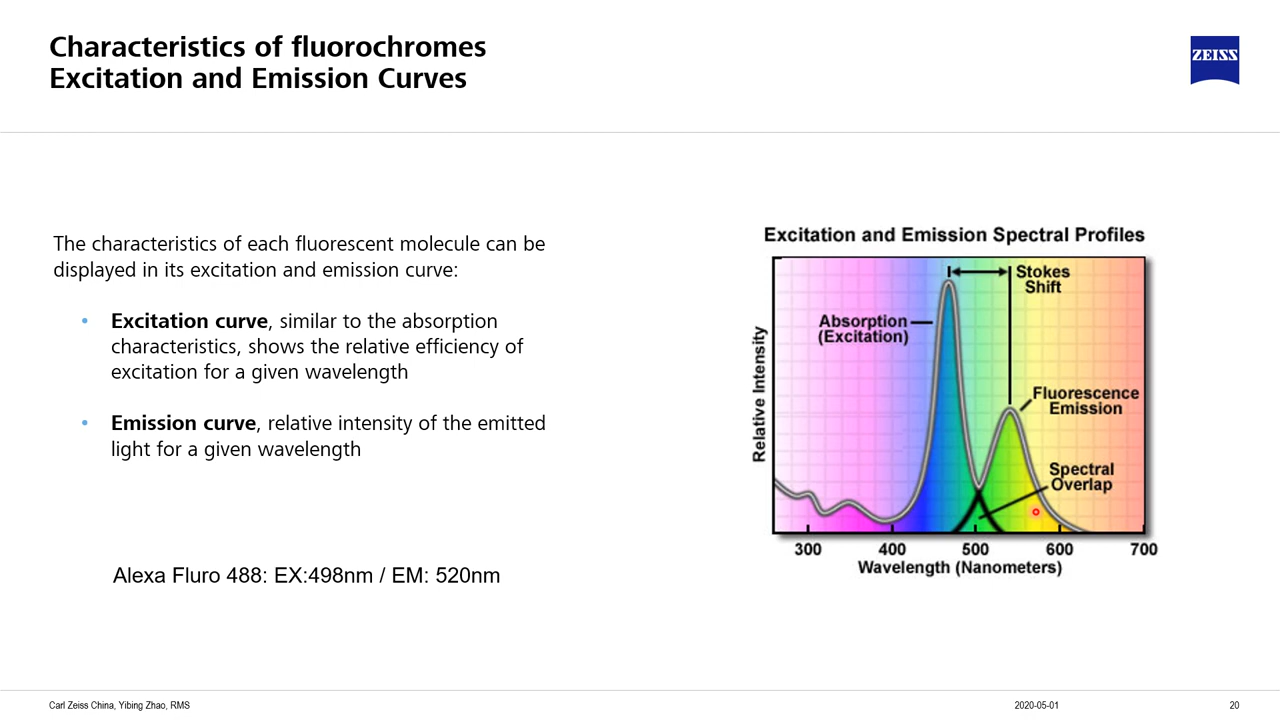 Characteristics of fluorochromes
Excitation and Emission Curves
ZEISS
The characteristics of each fluorescent molecule can be
displayed in its excitation and emission curve:
• Excitation curve, similar to the absorption
characteristics, shows the relative efficiency of
excitation for a given wavelength
• Emission curve, relative intensity of the emitted
light for a given wavelength
Alexa Fluro 488: EX:498nm / EM: 520nm
Excitation and Emission Spectral Profiles
Stokes
Shift
Absorption
(Excitation)
Fluorescence
Emission
Spectral
Overlap
Relative Intensity
300 400 500 600 700
Wavelength (Nanometers)
Carl Zeiss China, Yibing Zhao, RMS
2020-05-01
20